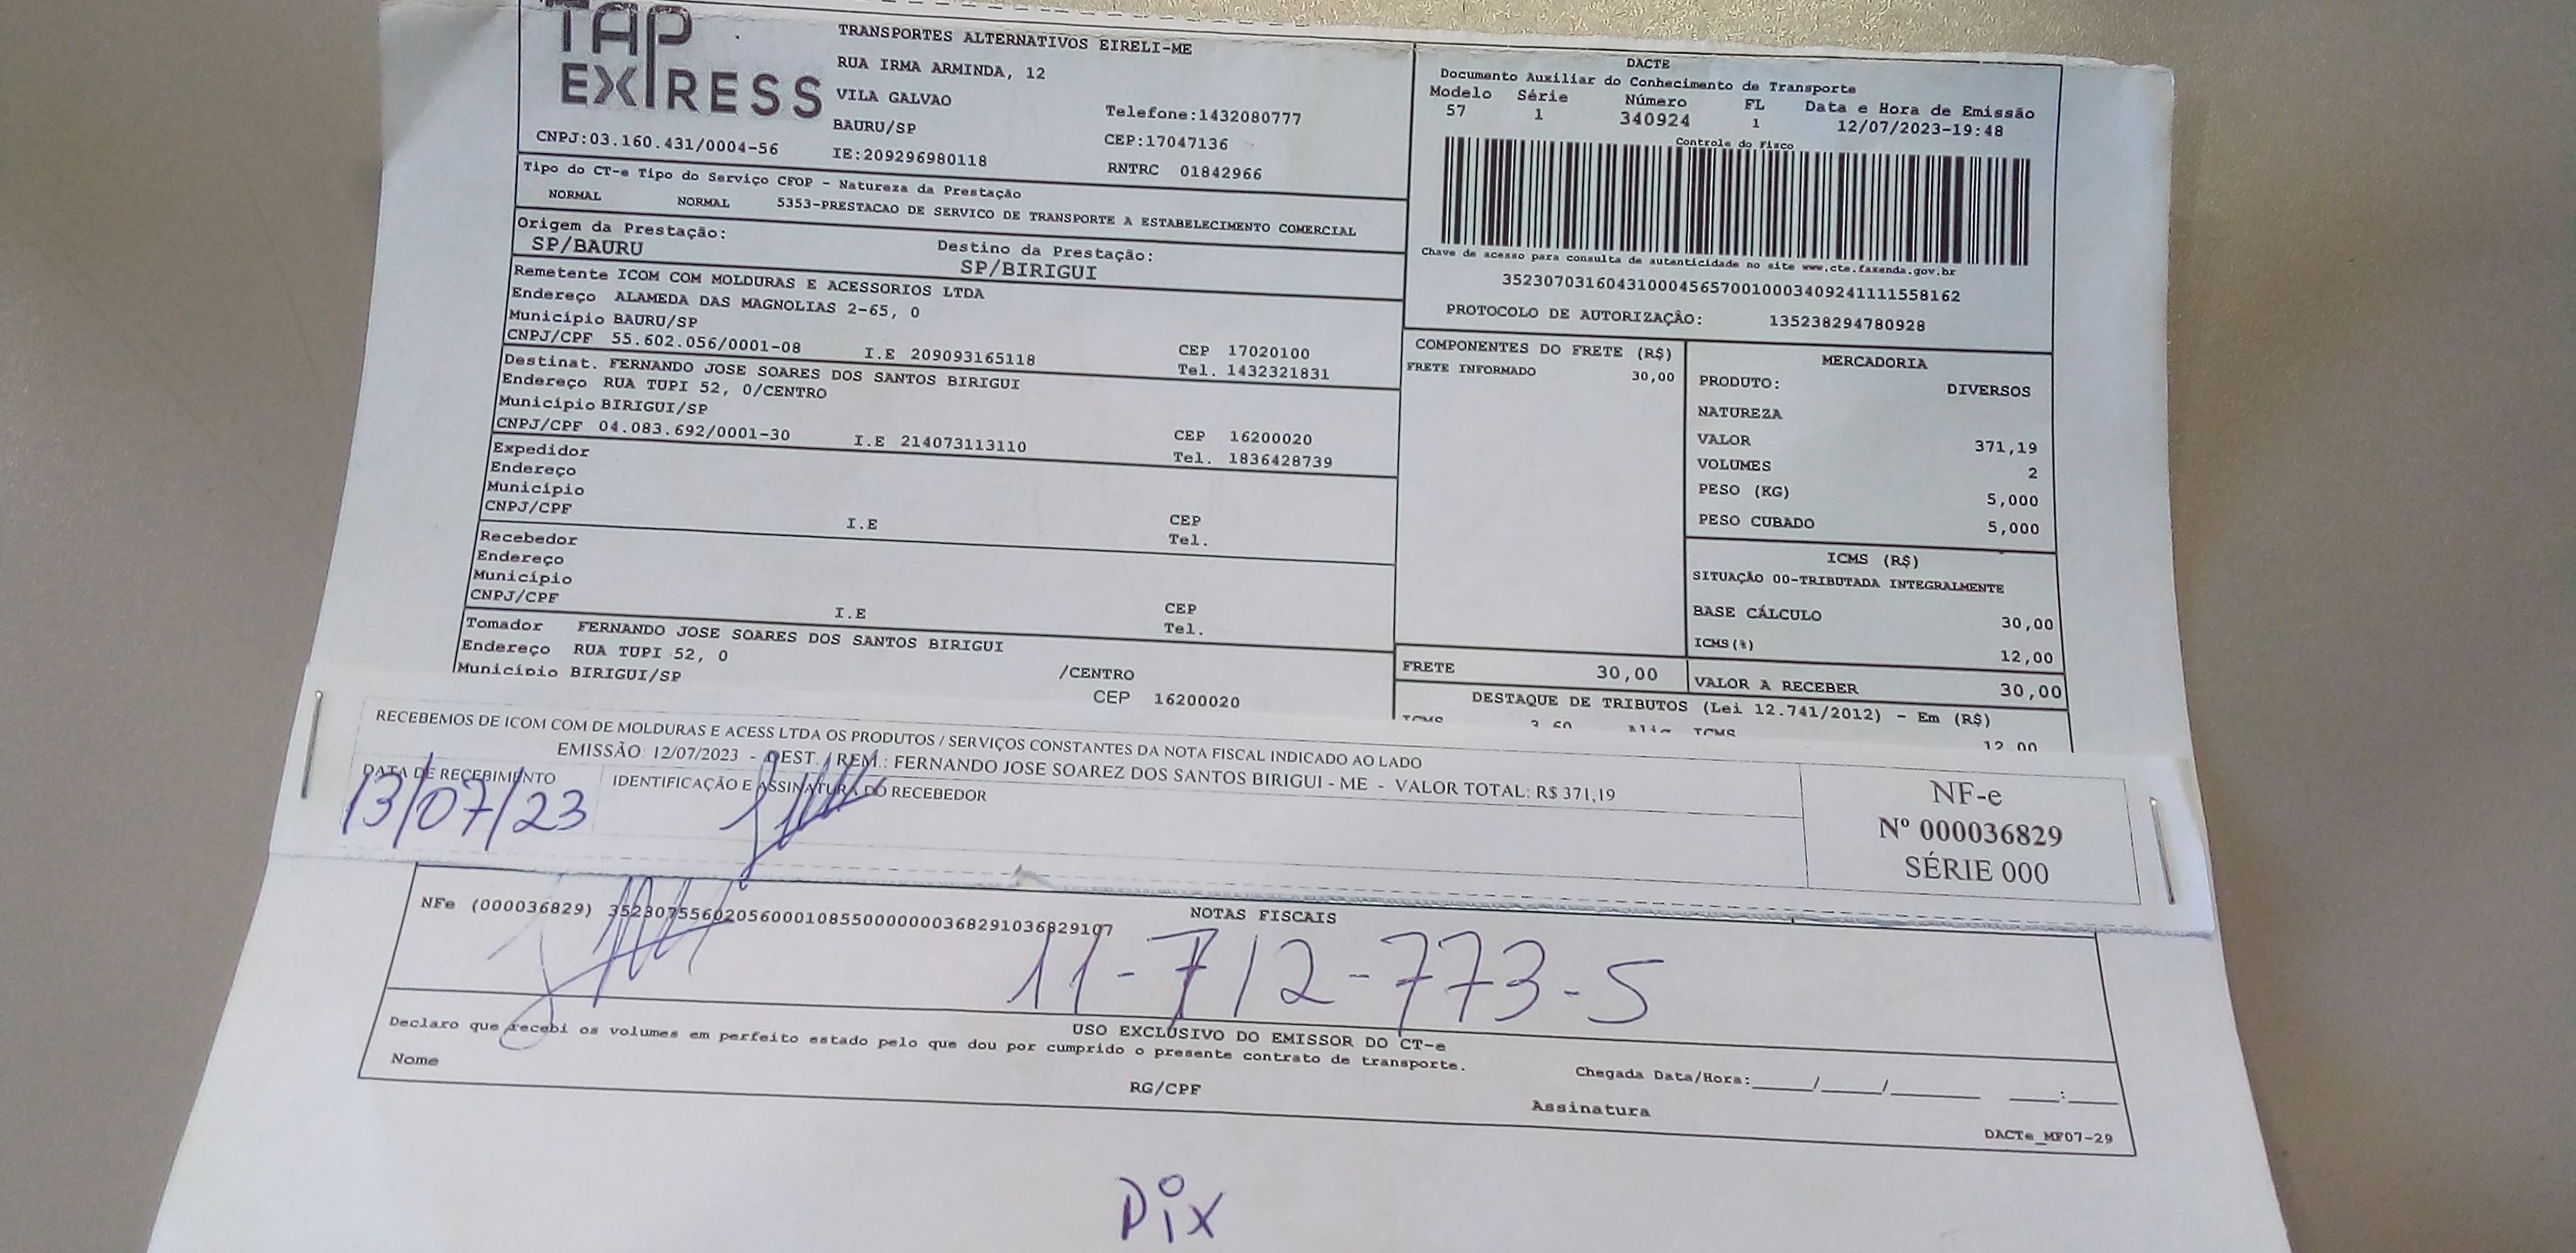 TAP
EXPRESS
TRANSPORTES ALTERNATIVOS EIRELI-ME
RUA IRMA ARMINDA, 12
VILA GALVAO
BAURU/SP
Telefone:1432080777
CEP:17047136
CNPJ:03.160.431/0004-56
IE:209296980118
RNTRC 01842966
DACTE
Documento Auxiliar do Conhecimento de Transporte
Modelo Série Número FL Data e Hora de Emissão
57 1 340924 1 12/07/2023-19:48
Controle do Fisco
Chave de acesso para consulta de autenticidade no site www.cte.fazenda.gov.br
35230703160431000456570010003409241111558162
PROTOCOLO DE AUTORIZAÇÃO: 135238294780928
Tipo do CT-e Tipo do Serviço CFOP - Natureza da Prestação
NORMAL NORMAL 5353-PRESTACAO DE SERVICO DE TRANSPORTE A ESTABELECIMENTO COMERCIAL
Origem da Prestação: Destino da Prestação:
SP/BAURU SP/BIRIGUI
Remetente ICOM COM MOLDURAS E ACESSORIOS LTDA
Endereço ALAMEDA DAS MAGNOLIAS 2-65, 0
Município BAURU/SP CEP 17020100
CNPJ/CPF 55.602.056/0001-08 I.E 209093165118 Tel. 1432321831
Destinat. FERNANDO JOSE SOARES DOS SANTOS BIRIGUI
Endereço RUA TUPI 52, 0/CENTRO
Município BIRIGUI/SP CEP 16200020
CNPJ/CPF 04.083.692/0001-30 I.E 214073113110 Tel. 1836428739
Expedidor
Endereço
Município CEP
CNPJ/CPF I.E Tel.
Recebedor
Endereço
Município CEP
CNPJ/CPF I.E Tel.
Tomador FERNANDO JOSE SOARES DOS SANTOS BIRIGUI
Endereço RUA TUPI 52, 0 /CENTRO
Município BIRIGUI/SP CEP 16200020
COMPONENTES DO FRETE (R$)
FRETE INFORMADO 30,00
FRETE 30,00
MERCADORIA
PRODUTO: DIVERSOS
NATUREZA
VALOR 371,19
VOLUMES 2
PESO (KG) 5,000
PESO CUBADO 5,000
ICMS (R$)
SITUAÇÃO 00-TRIBUTADA INTEGRALMENTE
BASE CÁLCULO 30,00
ICMS(%) 12,00
VALOR A RECEBER 30,00
DESTAQUE DE TRIBUTOS (Lei 12.741/2012) - Em (R$)
RECEBEMOS DE ICOM COM DE MOLDURAS E ACESS LTDA OS PRODUTOS / SERVIÇOS CONSTANTES DA NOTA FISCAL INDICADO AO LADO
EMISSÃO: 12/07/2023 - DEST. / REM.: FERNANDO JOSE SOAREZ DOS SANTOS BIRIGUI - ME - VALOR TOTAL: R$ 371,19
DATA DE RECEBIMENTO IDENTIFICAÇÃO E ASSINATURA DO RECEBEDOR
13/07/23
NF-e
Nº 000036829
SÉRIE 000
NOTAS FISCAIS
NFe (000036829) 35230755602056000108550000000368291036829107
11-712-773-5
USO EXCLUSIVO DO EMISSOR DO CT-e
Declaro que recebi os volumes em perfeito estado pelo que dou por cumprido o presente contrato de transporte.
Nome RG/CPF Assinatura
Chegada Data/Hora:_____/_____/_______ ____:____
DACTe_MF07-29
Pix